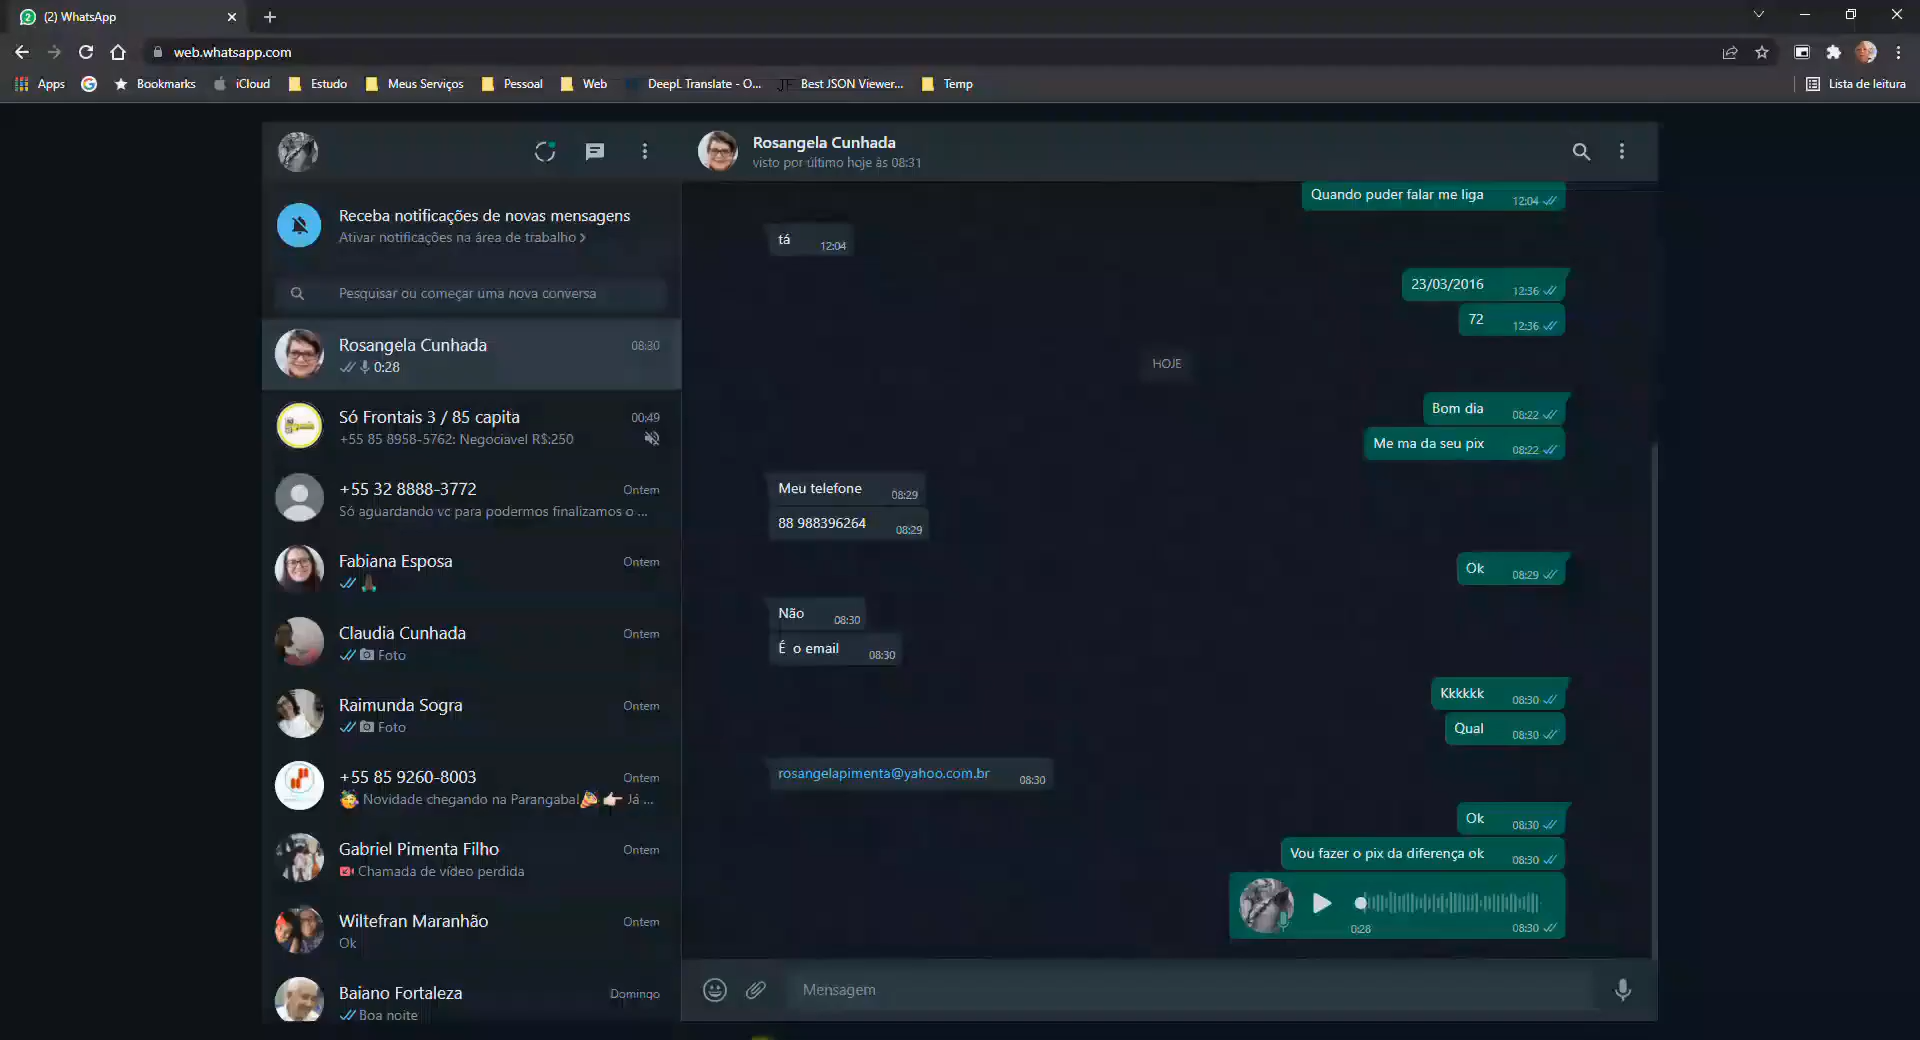 (2) WhatsApp
web.whatsapp.com
Apps
Bookmarks
iCloud
Estudo
Meus Serviços
Pessoal
Web
DeepL Translate - O...
Best JSON Viewer...
Temp
Lista de leitura
Receba notificações de novas mensagens
Ativar notificações na área de trabalho
Pesquisar ou começar uma nova conversa
Rosangela Cunhada 08:30
0:28
Só Frontais 3 / 85 capita 00:49
+55 85 8958-5762: Negociavel R$:250
+55 32 8888-3772 Ontem
Só aguardando vc para podermos finalizamos o ...
Fabiana Esposa Ontem
Claudia Cunhada Ontem
Foto
Raimunda Sogra Ontem
Foto
+55 85 9260-8003 Ontem
Novidade chegando na Parangaba! Já ...
Gabriel Pimenta Filho Ontem
Chamada de vídeo perdida
Wiltefran Maranhão Ontem
Ok
Baiano Fortaleza Domingo
Boa noite
Rosangela Cunhada
visto por último hoje às 08:31
Quando puder falar me liga 12:04
tá 12:04
23/03/2016 12:36
72 12:36
HOJE
Bom dia 08:22
Me ma da seu pix 08:22
Meu telefone 08:29
88 988396264 08:29
Ok 08:29
Não 08:30
É o email 08:30
Kkkkkk 08:30
Qual 08:30
rosangelapimenta@yahoo.com.br 08:30
Ok 08:30
Vou fazer o pix da diferença ok 08:30
0:28 08:30
Mensagem